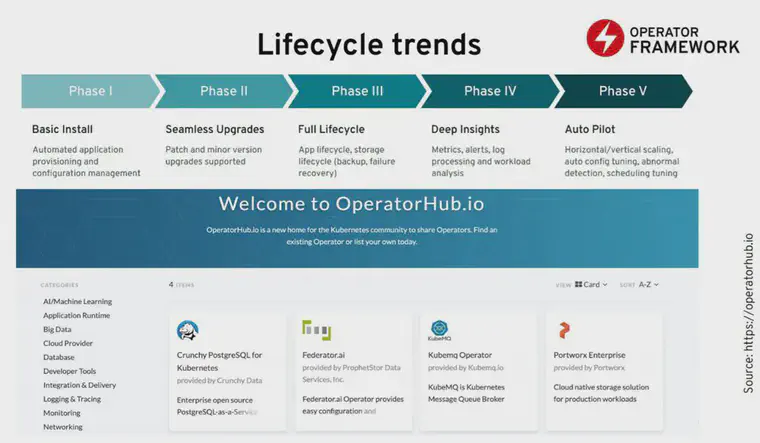 Lifecycle trends
OPERATOR
FRAMEWORK
Phase I
Phase II
Phase III
Phase IV
Phase V
Basic Install
Automated application
provisioning and
configuration management
Seamless Upgrades
Patch and minor version
upgrades supported
Full Lifecycle
App lifecycle, storage
lifecycle (backup, failure
recovery)
Deep Insights
Metrics, alerts, log
processing and workload
analysis
Auto Pilot
Horizontal/vertical scaling,
auto config tuning, abnormal
detection, scheduling tuning
Welcome to OperatorHub.io
OperatorHub.io is a new home for the Kubernetes community to share Operators. Find an
existing Operator or list your own today.
CATEGORIES
AI/Machine Learning
Application Runtime
Big Data
Cloud Provider
Database
Developer Tools
Integration & Delivery
Logging & Tracing
Monitoring
Networking
4 ITEMS
VIEW Card
SORT A-Z
Crunchy PostgreSQL for
Kubernetes
provided by Crunchy Data
Enterprise open source
PostgreSQL-as-a-Service
Federator.ai
provided by ProphetStor Data
Services, Inc.
Federator.ai Operator provides
easy configuration and
KubeMQ
Kubemq Operator
provided by Kubemq.io
KubeMQ is Kubernetes
Message Queue Broker
Portworx Enterprise
provided by Portworx
Cloud native storage solution
for production workloads
Source: https://operatorhub.io